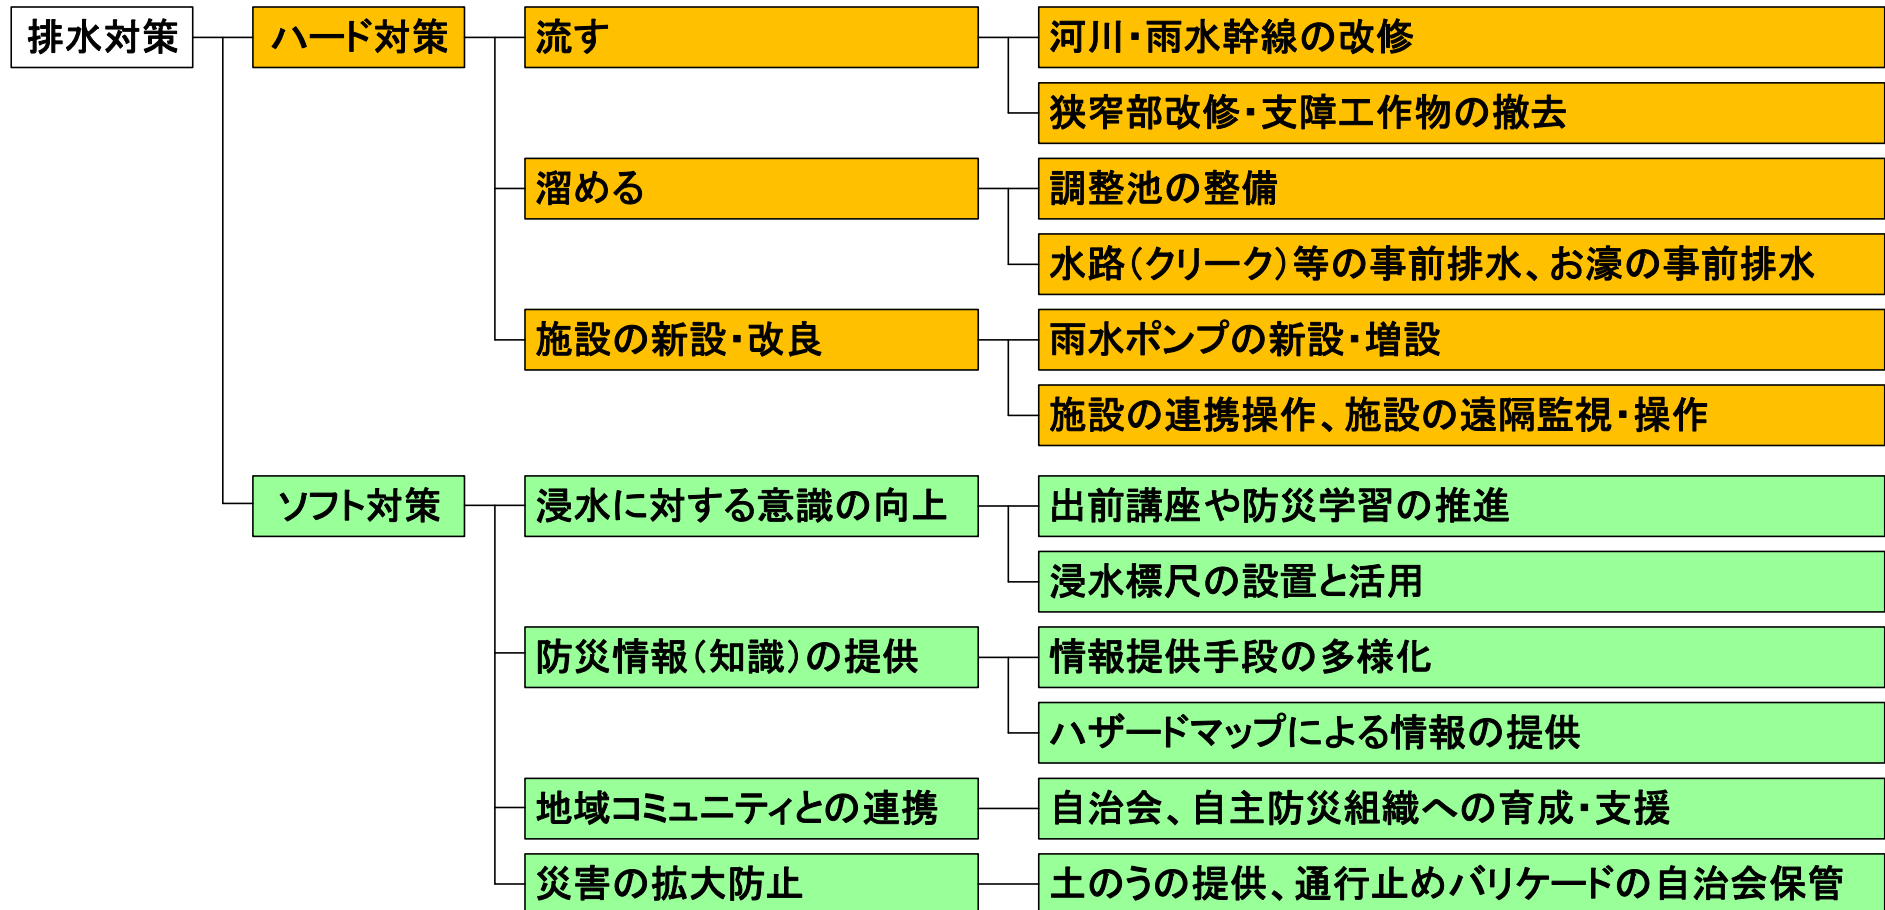 排水対策
ハード対策
流す
河川・雨水幹線の改修
狭窄部改修・支障工作物の撤去
溜める
調整池の整備
水路(クリーク)等の事前排水、お濠の事前排水
施設の新設・改良
雨水ポンプの新設・増設
施設の連携操作、施設の遠隔監視・操作
ソフト対策
浸水に対する意識の向上
出前講座や防災学習の推進
浸水標尺の設置と活用
防災情報(知識)の提供
情報提供手段の多様化
ハザードマップによる情報の提供
地域コミュニティとの連携
自治会、自主防災組織への育成・支援
災害の拡大防止
土のうの提供、通行止めバリケードの自治会保管